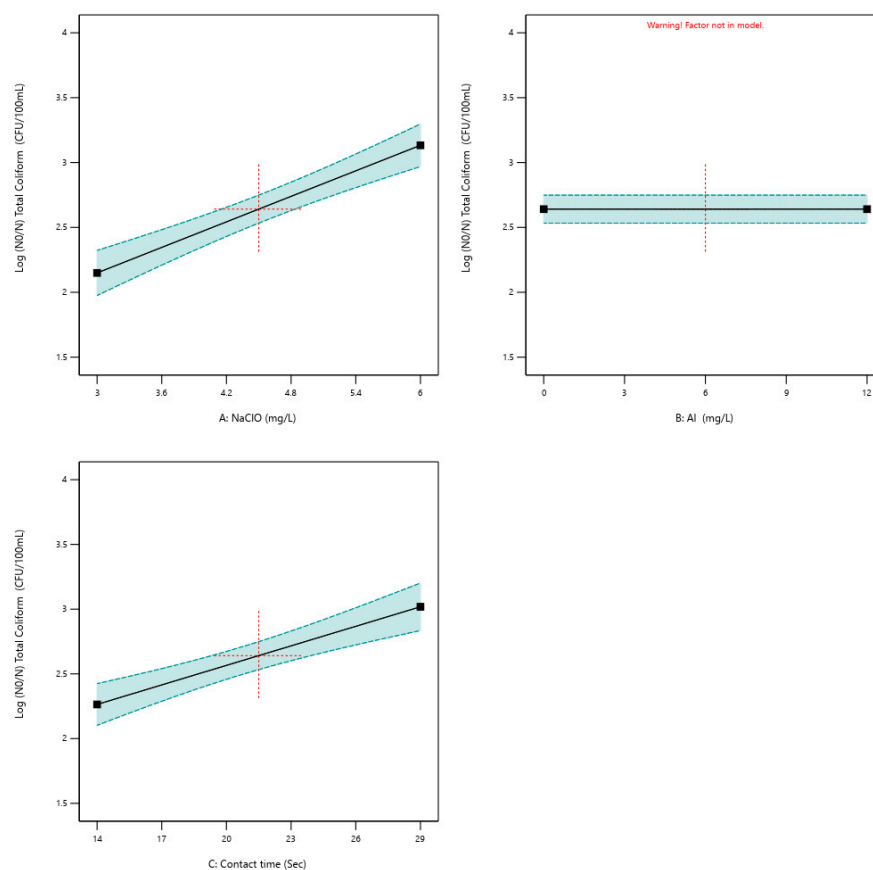 4
3.5
3
2.5
2
1.5
Log (N0/N) Total Coliform (CFU/100mL)
3 3.6 4.2 4.8 5.4 6
A: NaClO (mg/L)
Warning! Factor not in model.
4
3.5
3
2.5
2
1.5
Log (N0/N) Total Coliform (CFU/100mL)
0 3 6 9 12
B: Al (mg/L)
4
3.5
3
2.5
2
1.5
Log (N0/N) Total Coliform (CFU/100mL)
14 17 20 23 26 29
C: Contact time (Sec)